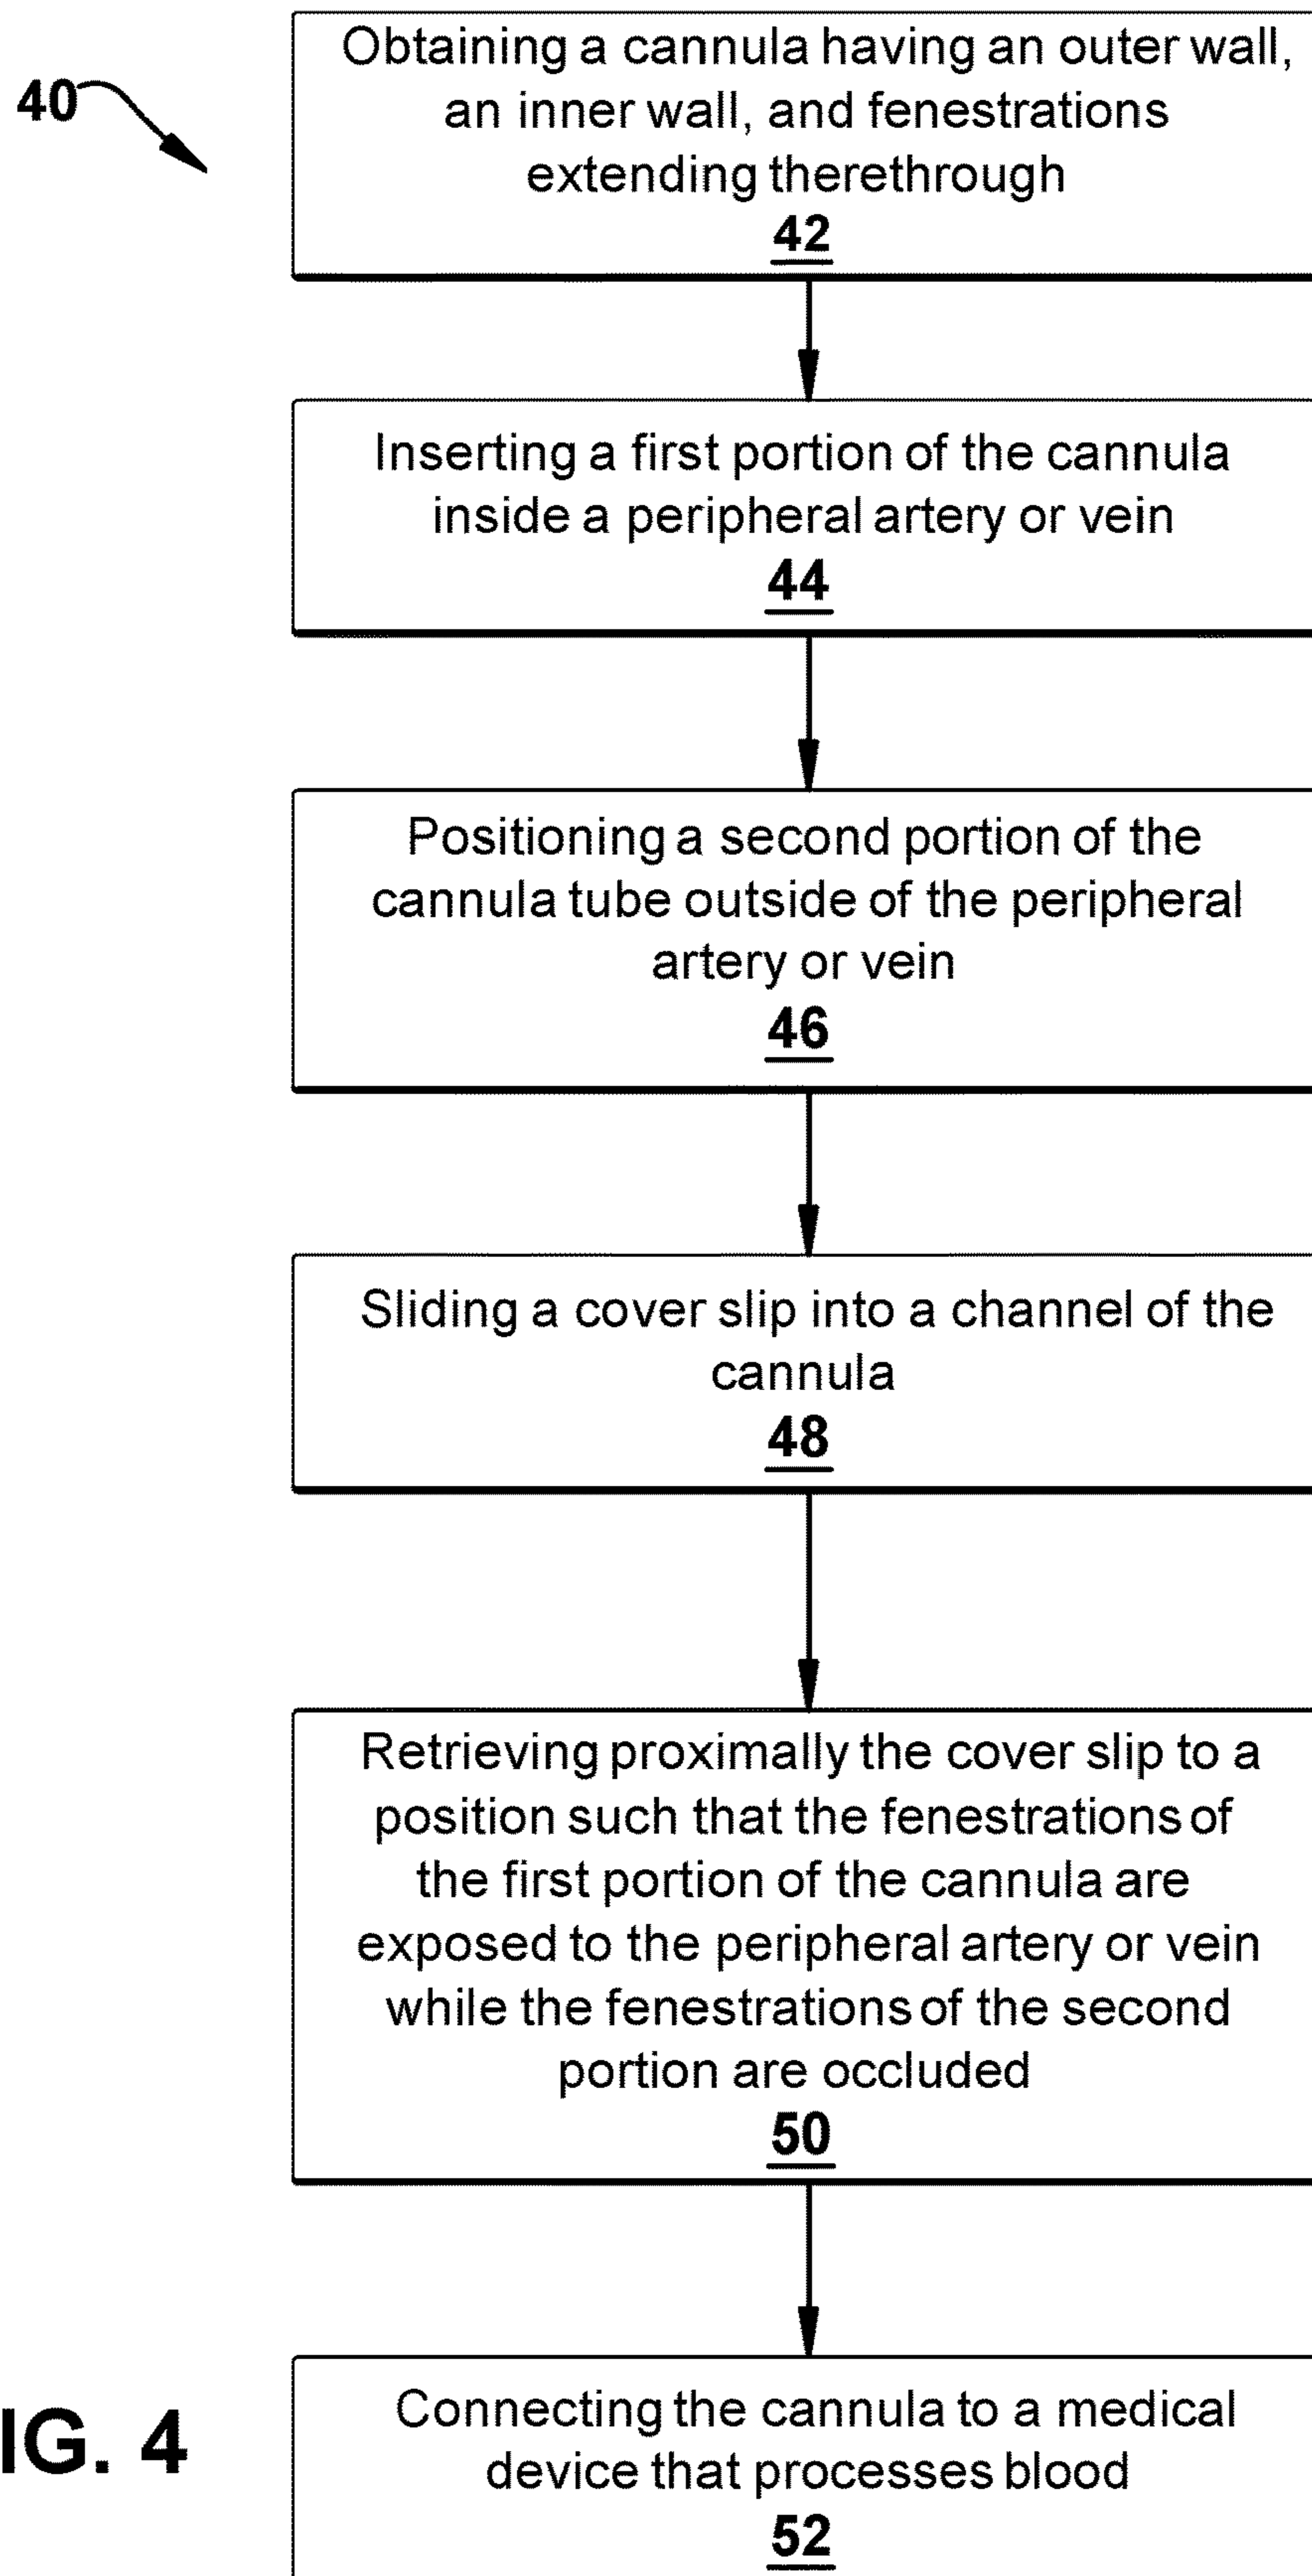 40
Obtaining a cannula having an outer wall,
an inner wall, and fenestrations
extending therethrough
42
Inserting a first portion of the cannula
inside a peripheral artery or vein
44
Positioning a second portion of the
cannula tube outside of the peripheral
artery or vein
46
Sliding a cover slip into a channel of the
cannula
48
Retrieving proximally the cover slip to a
position such that the fenestrations of
the first portion of the cannula are
exposed to the peripheral artery or vein
while the fenestrations of the second
portion are occluded
50
Connecting the cannula to a medical
device that processes blood
52
IG. 4